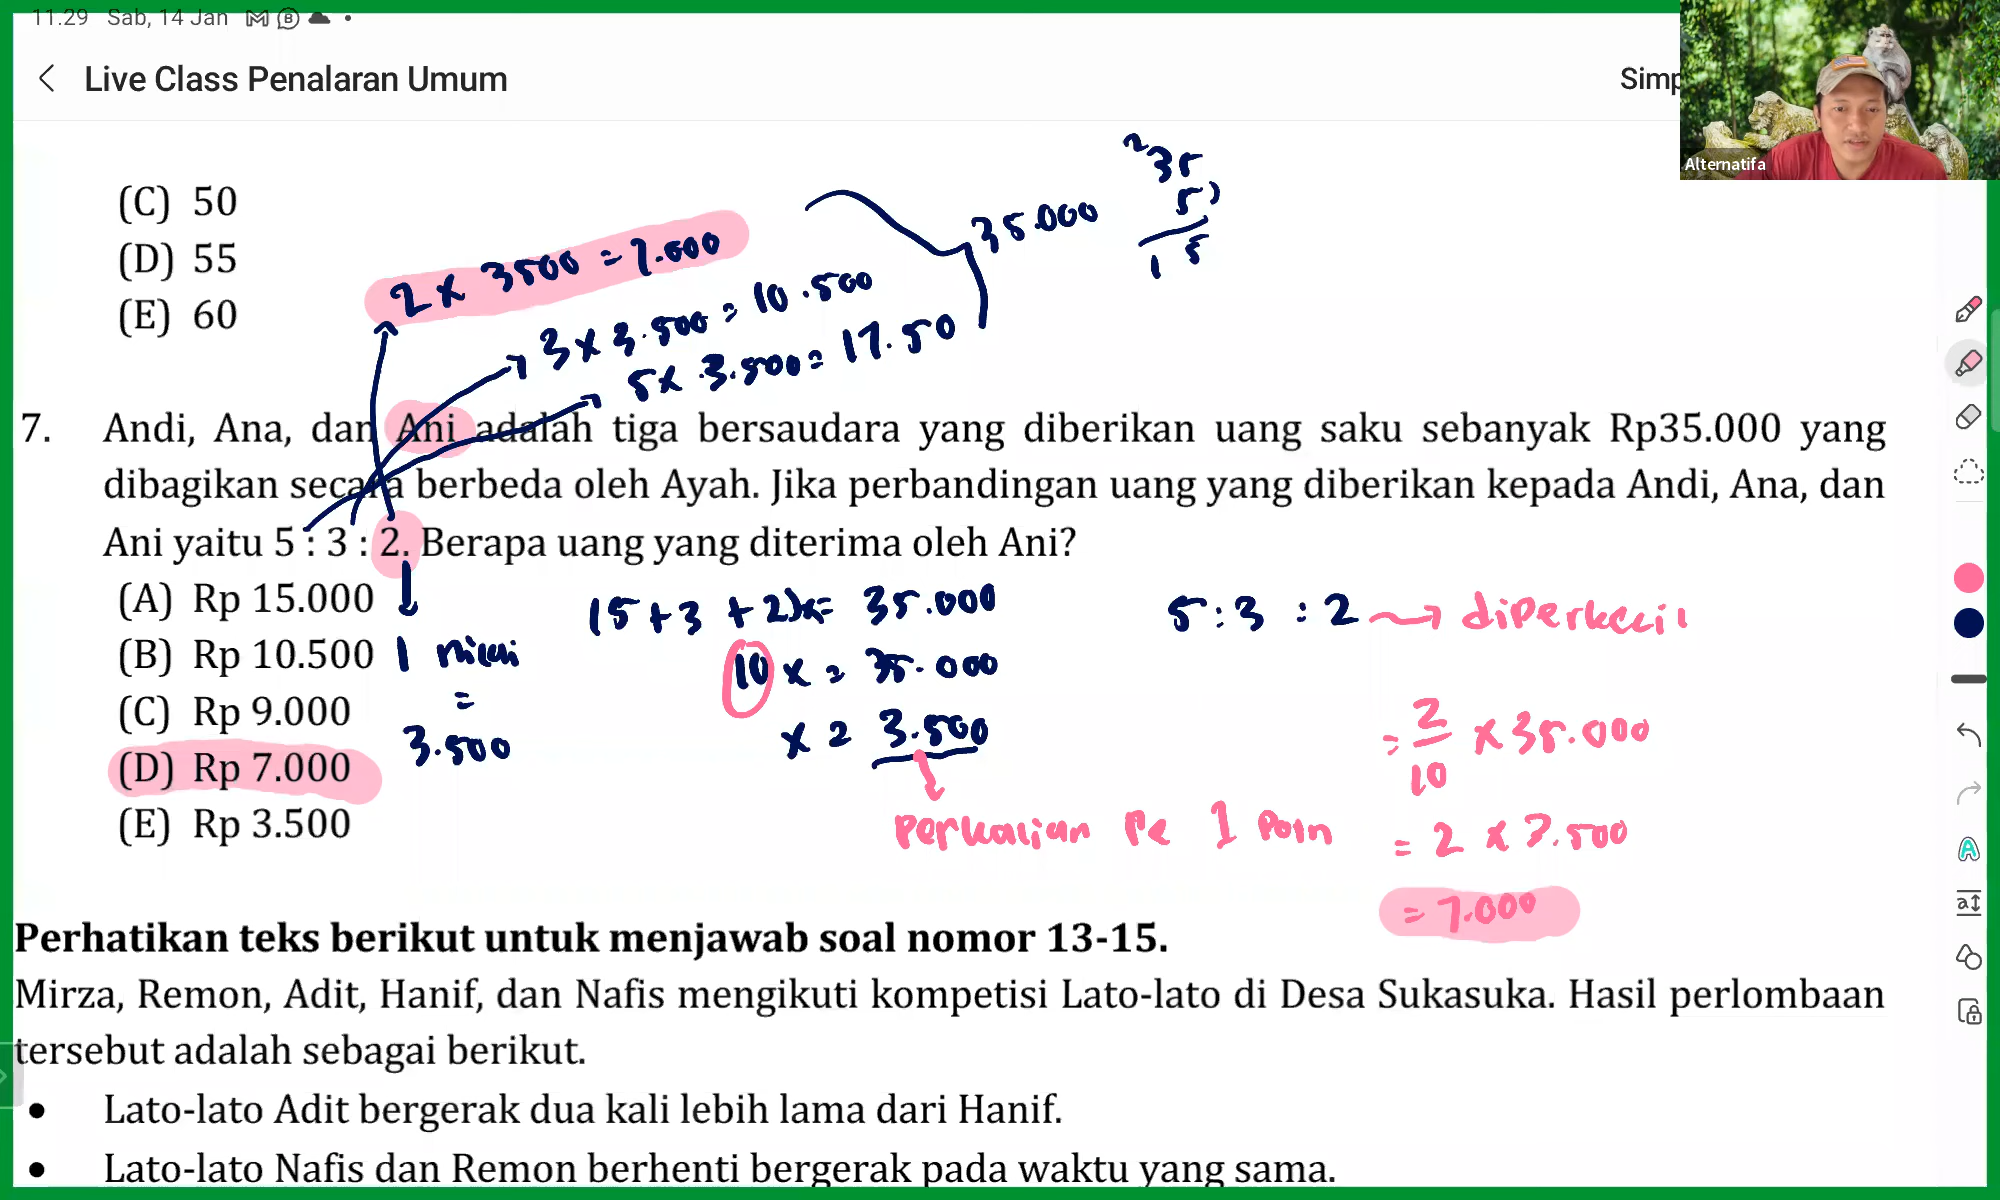 11.29 Sab, 14 Jan
Live Class Penalaran Umum
Simp
Alternatifa
(C) 50
(D) 55
(E) 60
2 x 3500 = 7.000
3 x 3.500 = 10.500
5 x 3.500 = 17.50
35.000
2
35
5
15
7. Andi, Ana, dan Ani adalah tiga bersaudara yang diberikan uang saku sebanyak Rp35.000 yang
dibagikan secara berbeda oleh Ayah. Jika perbandingan uang yang diberikan kepada Andi, Ana, dan
Ani yaitu 5 : 3 : 2. Berapa uang yang diterima oleh Ani?
(A) Rp 15.000
(B) Rp 10.500
(C) Rp 9.000
(D) Rp 7.000
(E) Rp 3.500
1 nilai
=
3.500
(5+3+2)x = 35.000
10 x = 35.000
x = 3.500
Perkalian Per 1 Poin
5 : 3 : 2 → diperkecil
= 2/10 x 35.000
= 2 x 3.500
= 7.000
Perhatikan teks berikut untuk menjawab soal nomor 13-15.
Mirza, Remon, Adit, Hanif, dan Nafis mengikuti kompetisi Lato-lato di Desa Sukasuka. Hasil perlombaan
tersebut adalah sebagai berikut.
• Lato-lato Adit bergerak dua kali lebih lama dari Hanif.
• Lato-lato Nafis dan Remon berhenti bergerak pada waktu yang sama.